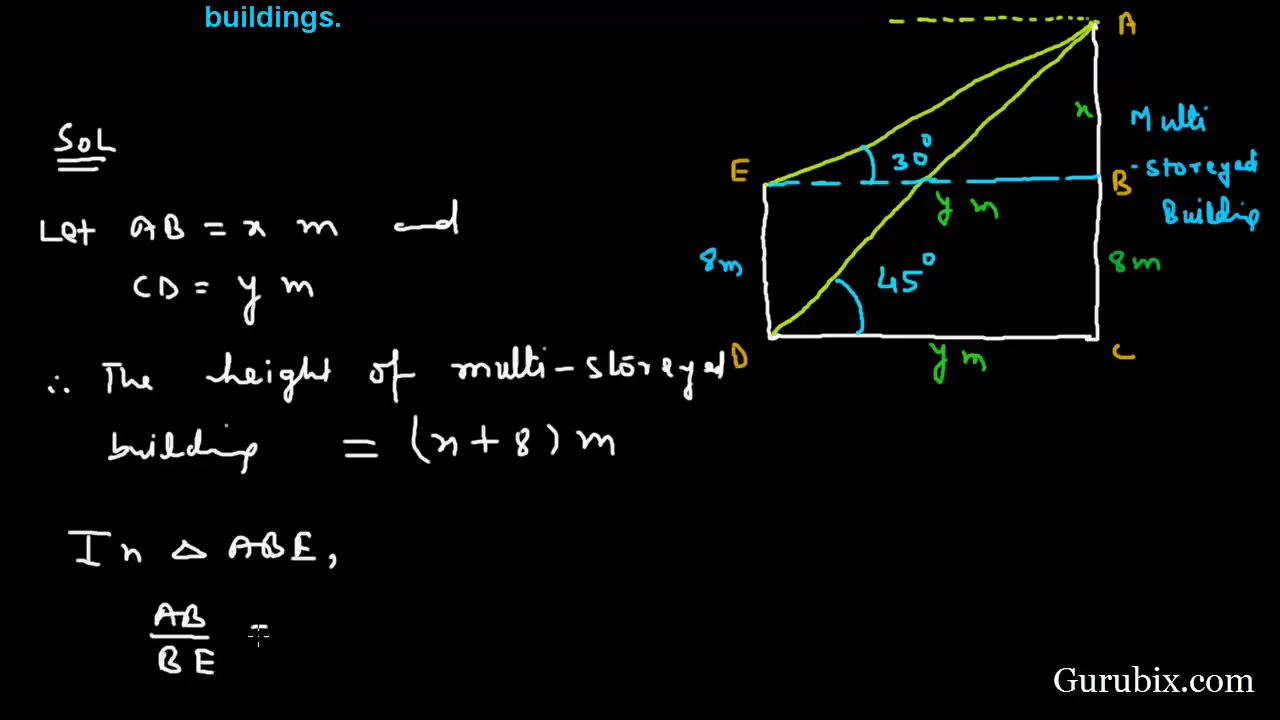 buildings.
SOL
Let AB = x m and
CD = y m
∴ The height of multi-storeyed
building = (x + 8) m
In △ ABE,
AB
BE
=
A
x
Multi
-storeyed
Building
E
30°
B
y m
8m
45°
8m
D
y m
C
Gurubix.com